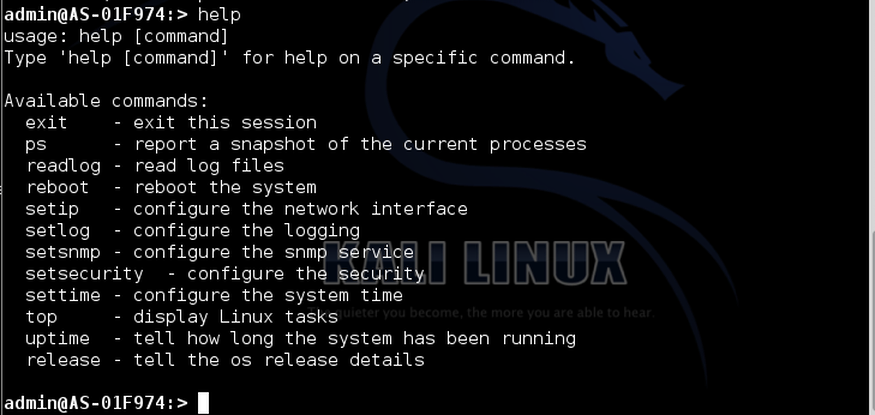 admin@AS-01F974:> help
usage: help [command]
Type 'help [command]' for help on a specific command.
Available commands:
exit - exit this session
ps - report a snapshot of the current processes
readlog - read log files
reboot - reboot the system
setip - configure the network interface
setlog - configure the logging
setsnmp - configure the snmp service
KALI LINUX
setsecurity - configure the security
settime - configure the system time
top - display Linux tasks
quieter you become, the more you are able to hear.
uptime - tell how long the system has been running
release - tell the os release details
admin@AS-01F974:>